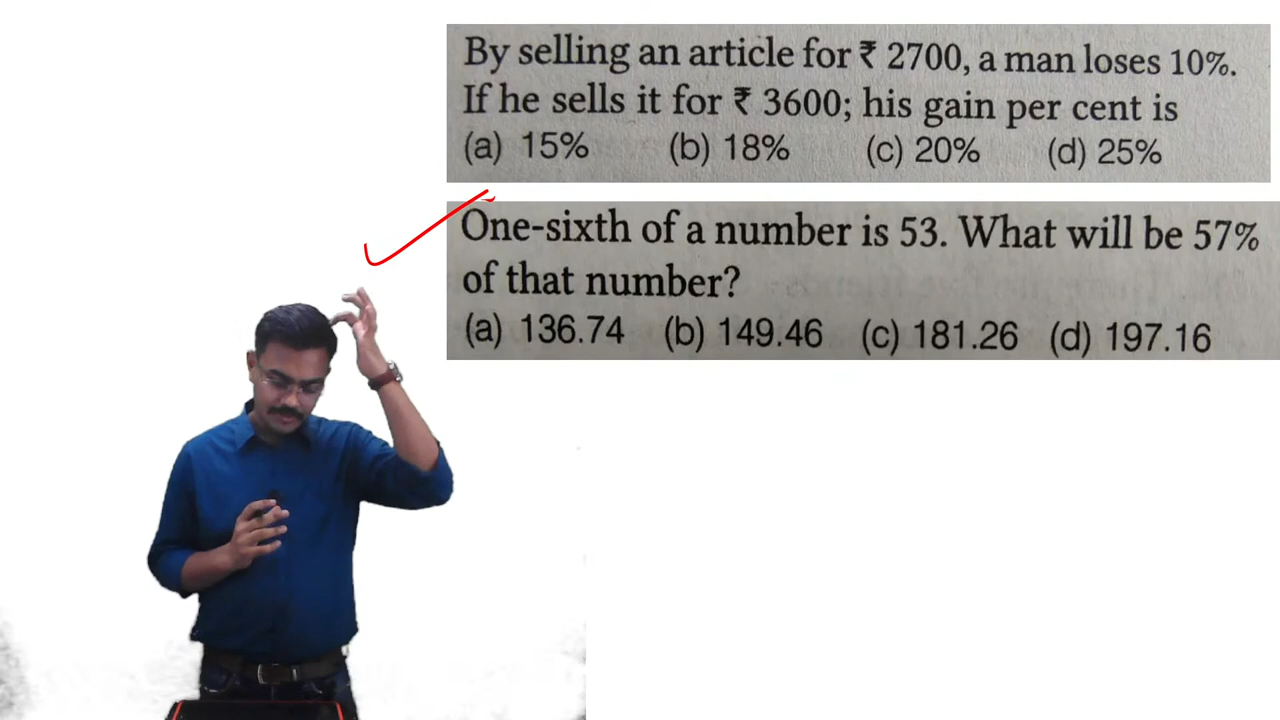 By selling an article for ₹ 2700, a man loses 10%.
If he sells it for ₹ 3600; his gain per cent is
(a) 15% (b) 18% (c) 20% (d) 25%
One-sixth of a number is 53. What will be 57%
of that number?
(a) 136.74 (b) 149.46 (c) 181.26 (d) 197.16